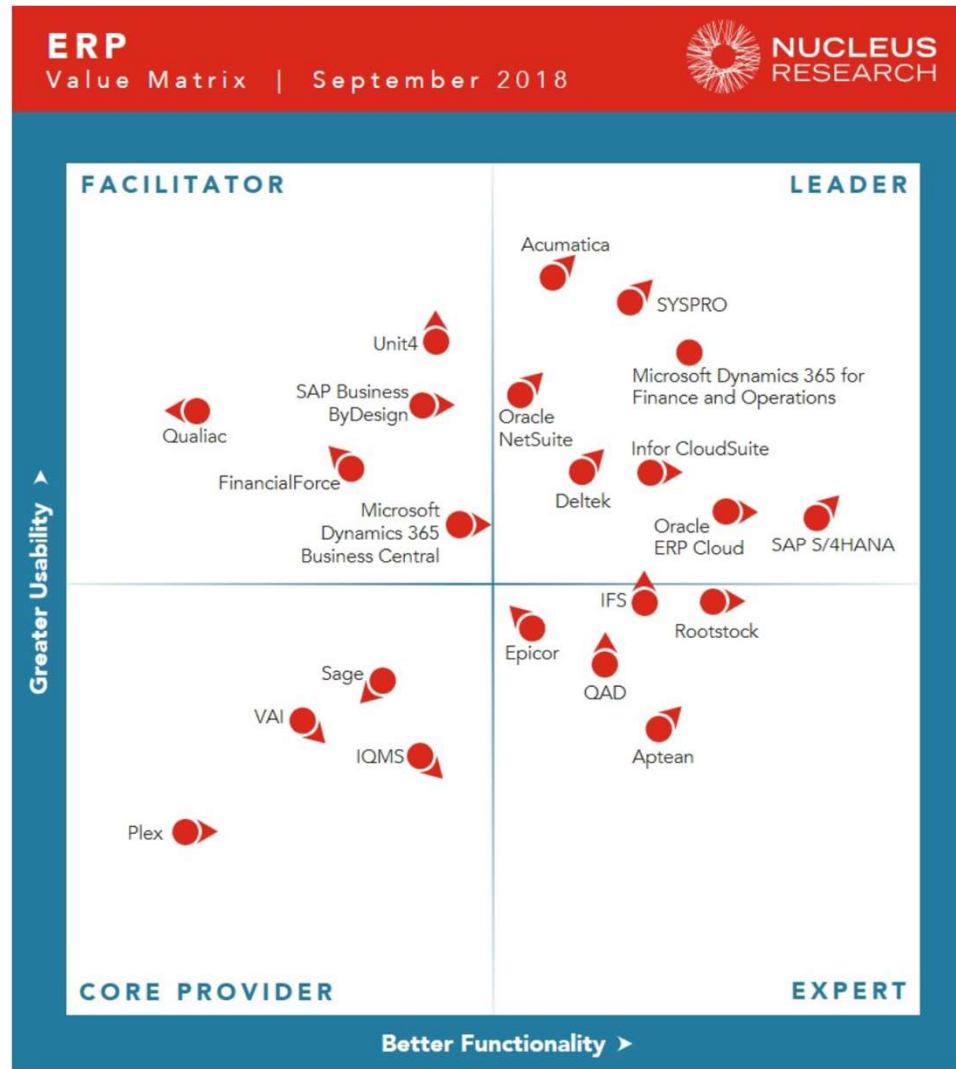 ERP
Value Matrix | September 2018
NUCLEUS
RESEARCH
FACILITATOR
LEADER
Acumatica
SYSPRO
Unit4
Microsoft Dynamics 365 for
Finance and Operations
SAP Business
ByDesign
Oracle
NetSuite
Qualiac
Infor CloudSuite
FinancialForce
Deltek
Microsoft
Dynamics 365
Business Central
Oracle
ERP Cloud
SAP S/4HANA
Greater Usability
IFS
Rootstock
Epicor
Sage
QAD
VAI
IQMS
Aptean
Plex
CORE PROVIDER
EXPERT
Better Functionality